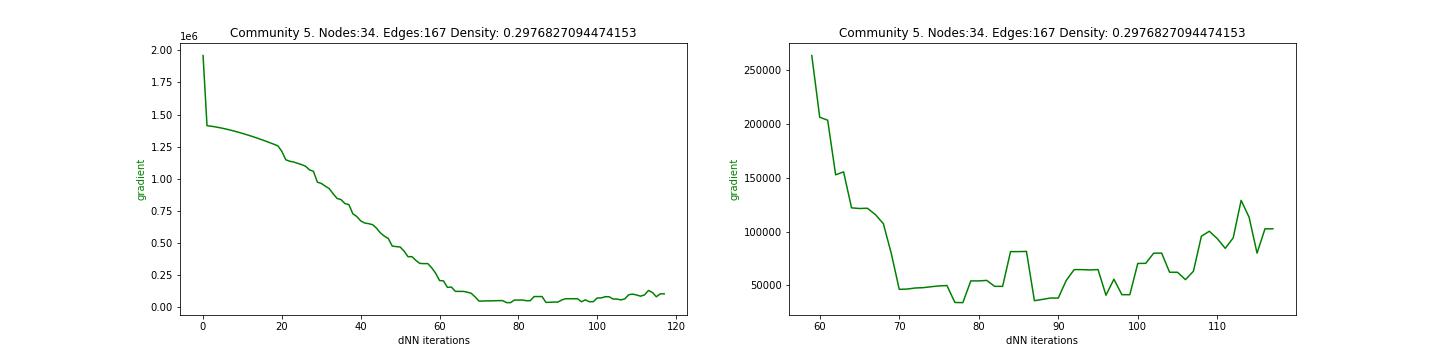 Community 5. Nodes:34. Edges:167 Density: 0.2976827094474153
1e6
2.00
1.75
1.50
1.25
1.00
0.75
0.50
0.25
0.00
gradient
0 20 40 60 80 100 120
dNN iterations
Community 5. Nodes:34. Edges:167 Density: 0.2976827094474153
250000
200000
150000
100000
50000
gradient
60 70 80 90 100 110
dNN iterations